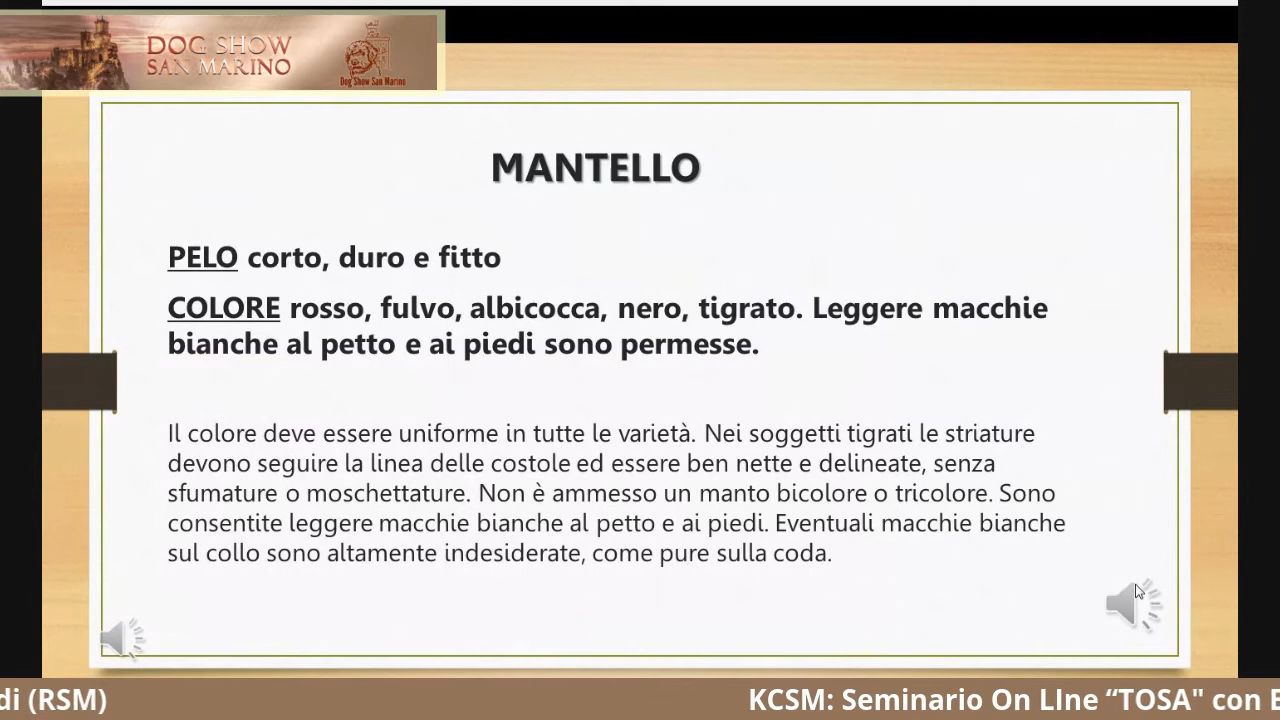 DOG SHOW
SAN MARINO
Dog Show San Marino
MANTELLO
PELO corto, duro e fitto
COLORE rosso, fulvo, albicocca, nero, tigrato. Leggere macchie
bianche al petto e ai piedi sono permesse.
Il colore deve essere uniforme in tutte le varietà. Nei soggetti tigrati le striature
devono seguire la linea delle costole ed essere ben nette e delineate, senza
sfumature o moschettature. Non è ammesso un manto bicolore o tricolore. Sono
consentite leggere macchie bianche al petto e ai piedi. Eventuali macchie bianche
sul collo sono altamente indesiderate, come pure sulla coda.
di (RSM) KCSM: Seminario On LIne “TOSA" con E